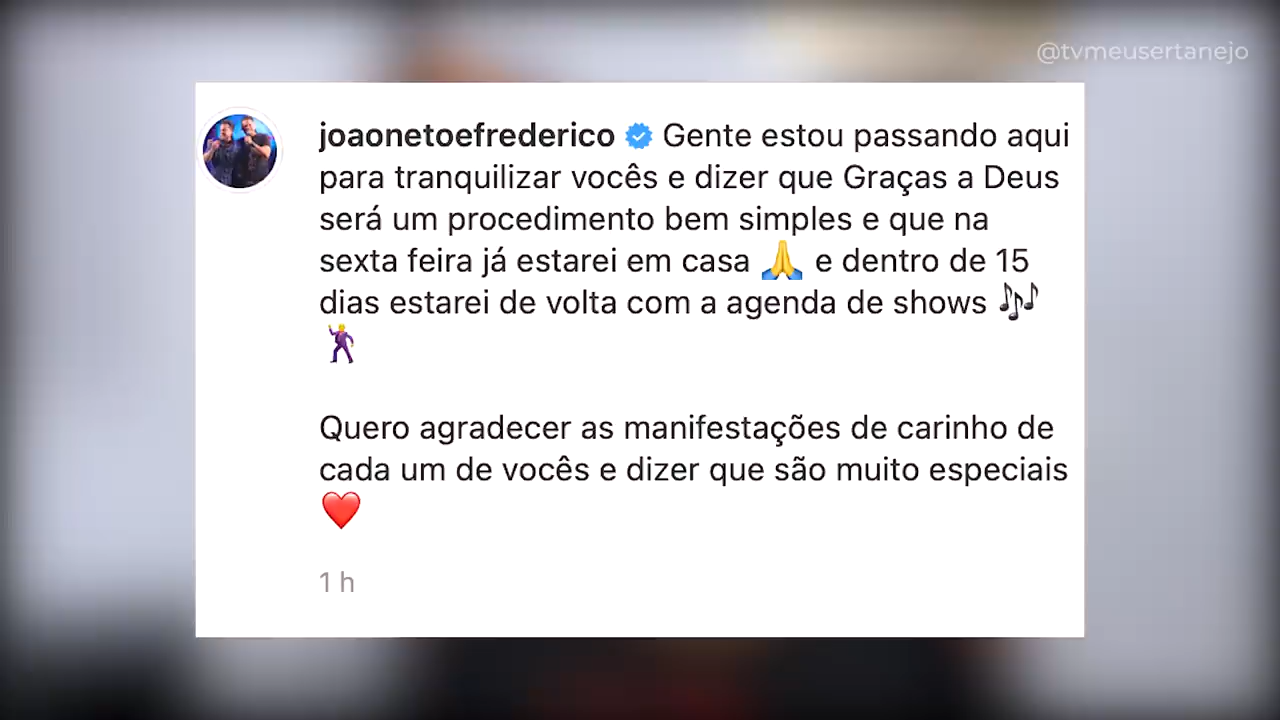 @tvmeusertanejo
joaonetoefrederico Gente estou passando aqui
para tranquilizar vocês e dizer que Graças a Deus
será um procedimento bem simples e que na
sexta feira já estarei em casa 🙏 e dentro de 15
dias estarei de volta com a agenda de shows 🎶
🕺
Quero agradecer as manifestações de carinho de
cada um de vocês e dizer que são muito especiais
❤️
1 h